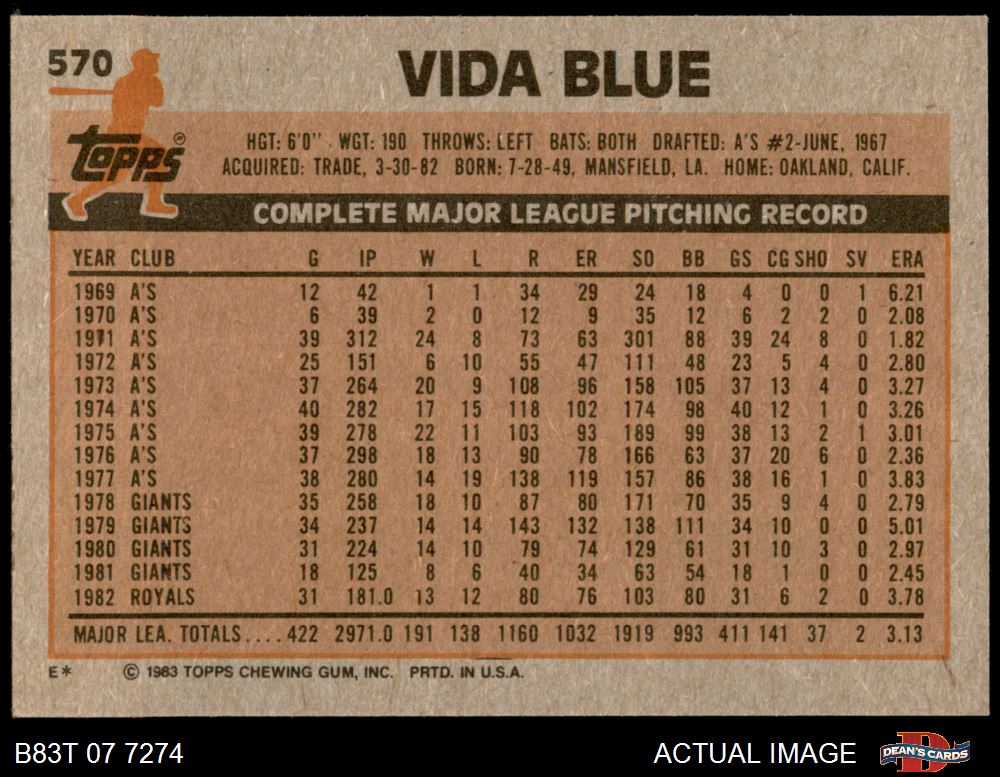 570
VIDA BLUE
topps®
HGT: 6'0" WGT: 190 THROWS: LEFT BATS: BOTH DRAFTED: A'S #2-JUNE, 1967
ACQUIRED: TRADE, 3-30-82 BORN: 7-28-49, MANSFIELD, LA. HOME: OAKLAND, CALIF.
COMPLETE MAJOR LEAGUE PITCHING RECORD
YEAR CLUB G IP W L R ER SO BB GS CG SHO SV ERA
1969 A'S 12 42 1 1 34 29 24 18 4 0 0 1 6.21
1970 A'S 6 39 2 0 12 9 35 12 6 2 2 0 2.08
1971 A'S 39 312 24 8 73 63 301 88 39 24 8 0 1.82
1972 A'S 25 151 6 10 55 47 111 48 23 5 4 0 2.80
1973 A'S 37 264 20 9 108 96 158 105 37 13 4 0 3.27
1974 A'S 40 282 17 15 118 102 174 98 40 12 1 0 3.26
1975 A'S 39 278 22 11 103 93 189 99 38 13 2 1 3.01
1976 A'S 37 298 18 13 90 78 166 63 37 20 6 0 2.36
1977 A'S 38 280 14 19 138 119 157 86 38 16 1 0 3.83
1978 GIANTS 35 258 18 10 87 80 171 70 35 9 4 0 2.79
1979 GIANTS 34 237 14 14 143 132 138 111 34 10 0 0 5.01
1980 GIANTS 31 224 14 10 79 74 129 61 31 10 3 0 2.97
1981 GIANTS 18 125 8 6 40 34 63 54 18 1 0 0 2.45
1982 ROYALS 31 181.0 13 12 80 76 103 80 31 6 2 0 3.78
MAJOR LEA. TOTALS....422 2971.0 191 138 1160 1032 1919 993 411 141 37 2 3.13
E* © 1983 TOPPS CHEWING GUM, INC. PRTD. IN U.S.A.
B83T 07 7274 ACTUAL IMAGE DEAN'S CARDS